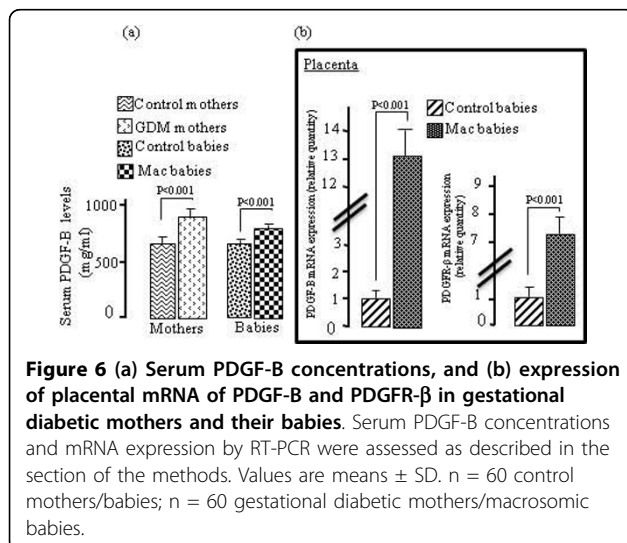 (a)
(b)
Control mothers
GDM mothers
Control babies
Mac babies
Serum PDGF-B levels
(mg/ml)
1000
500
0
P<0.001
P<0.001
Mothers
Babies
Placenta
Control babies
Mac babies
PDGF-B mRNA expression (relative quantity)
14
13
12
3
2
1
0
P<0.001
PDGFR-β mRNA expression
(relative quantity)
9
8
7
1
0
P<0.001
Figure 6 (a) Serum PDGF-B concentrations, and (b) expression
of placental mRNA of PDGF-B and PDGFR-β in gestational
diabetic mothers and their babies. Serum PDGF-B concentrations
and mRNA expression by RT-PCR were assessed as described in the
section of the methods. Values are means ± SD. n = 60 control
mothers/babies; n = 60 gestational diabetic mothers/macrosomic
babies.